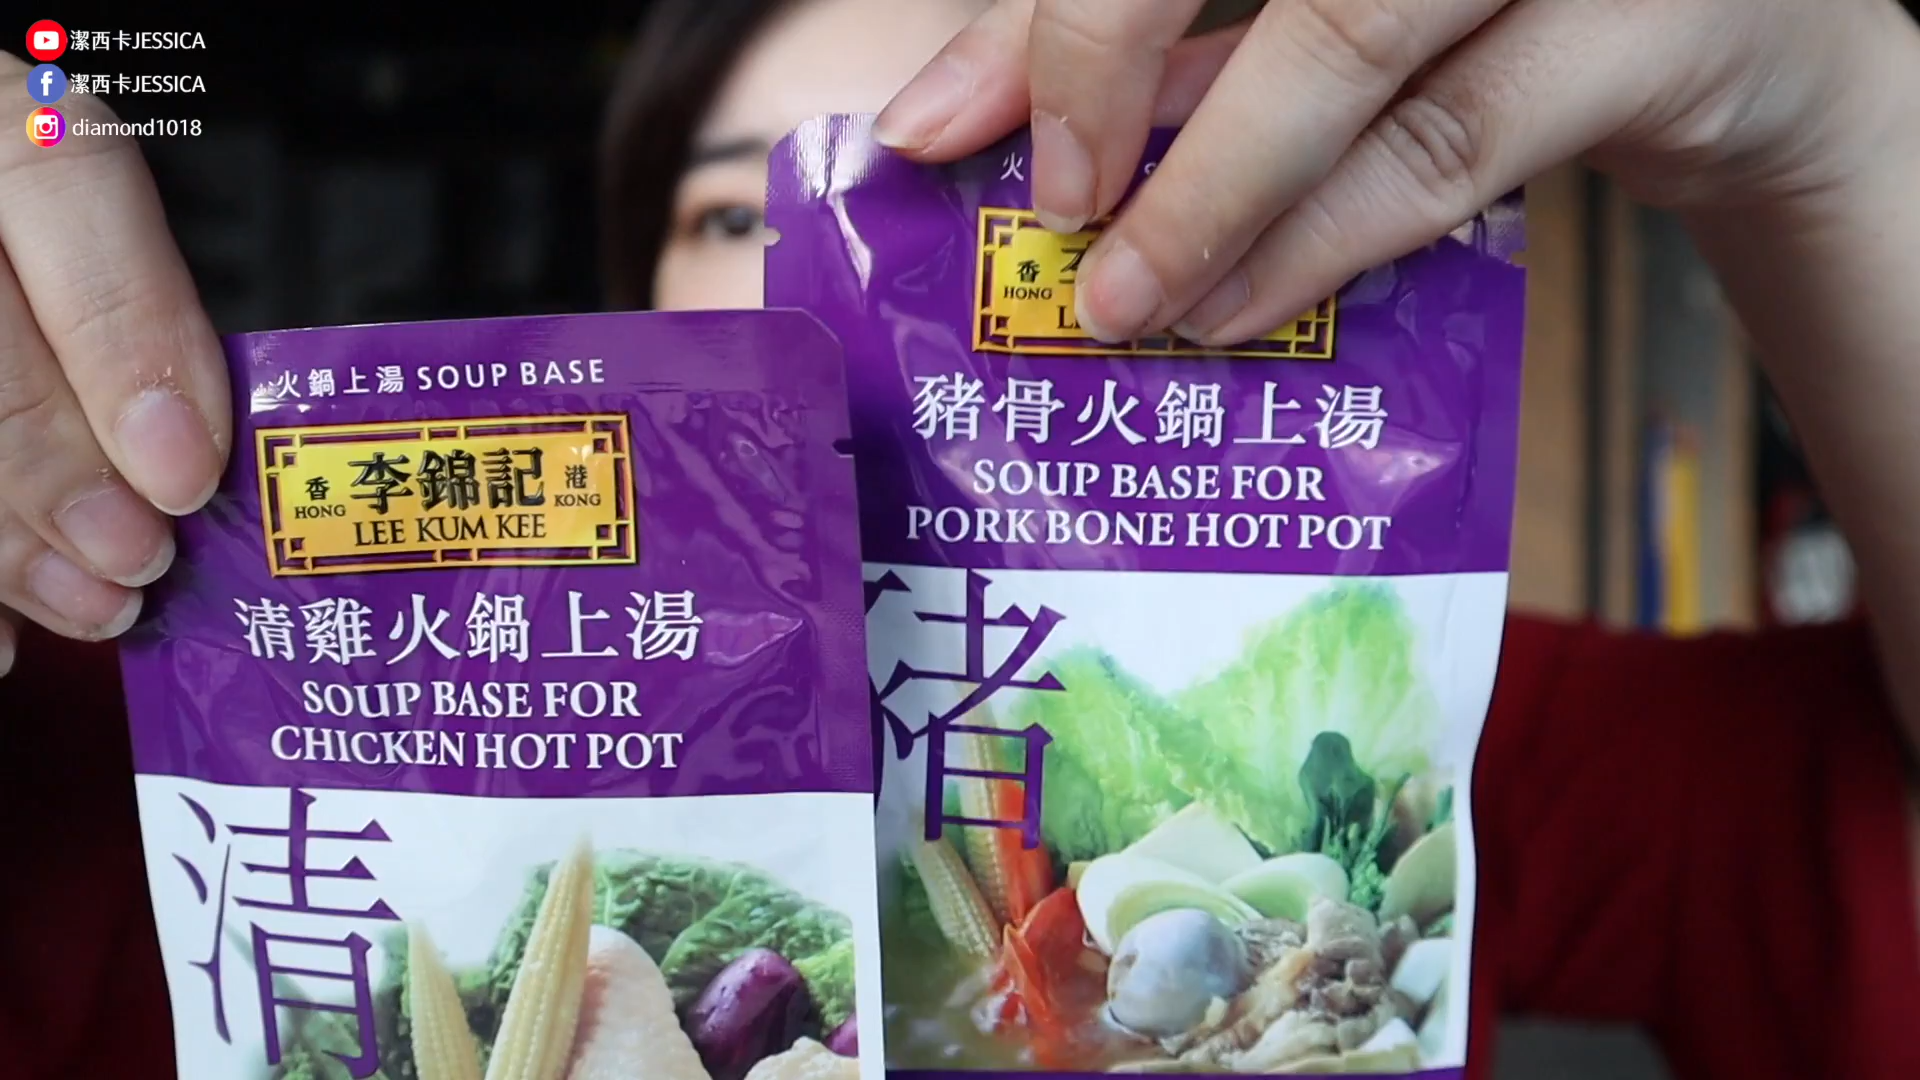 潔西卡JESSICA
潔西卡JESSICA
diamond1018
火鍋上湯 SOUP BASE
香 李錦記 港
HONG LEE KUM KEE KONG
清雞火鍋上湯
SOUP BASE FOR
CHICKEN HOT POT
清
火
香
HONG
豬骨火鍋上湯
SOUP BASE FOR
PORK BONE HOT POT
豬